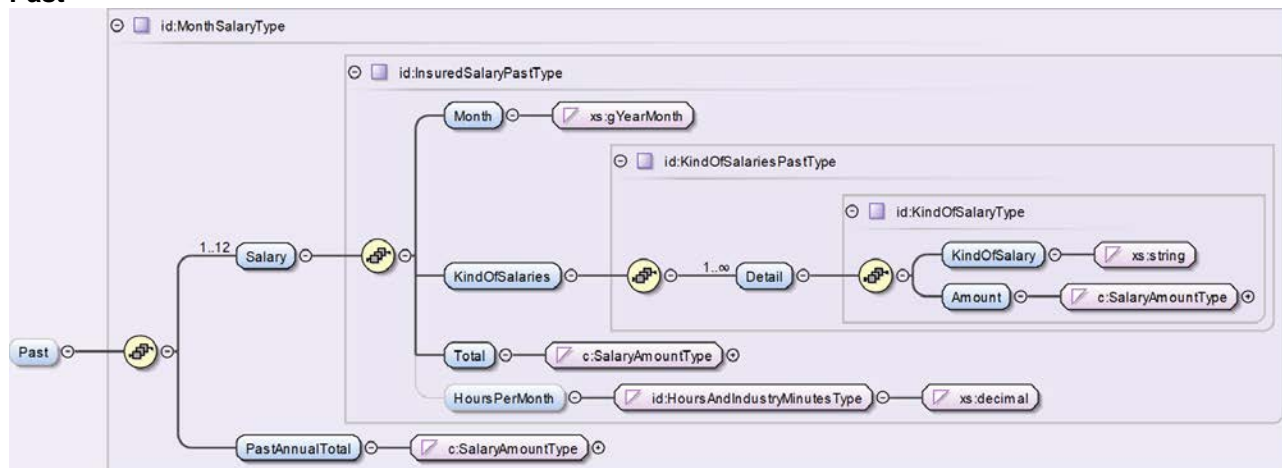 Past
id:MonthSalaryType
id:InsuredSalaryPastType
Month xs:gYearMonth
id:KindOfSalariesPastType
id:KindOfSalaryType
1..12 Salary
KindOfSalary xs:string
KindOfSalaries 1..∞ Detail
Amount c:SalaryAmountType
Past
Total c:SalaryAmountType
HoursPerMonth id:HoursAndIndustryMinutesType xs:decimal
PastAnnualTotal c:SalaryAmountType